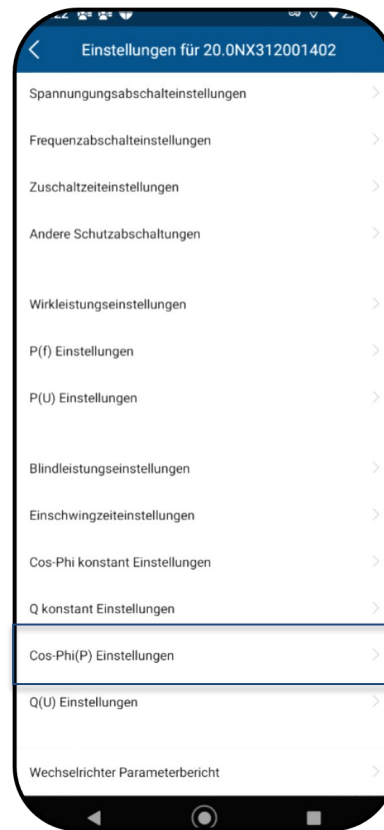 Einstellungen für 20.0NX312001402
Spannungungsabschalteinstellungen
Frequenzabschalteinstellungen
Zuschaltzeiteinstellungen
Andere Schutzabschaltungen
Wirkleistungseinstellungen
P(f) Einstellungen
P(U) Einstellungen
Blindleistungseinstellungen
Einschwingzeiteinstellungen
Cos-Phi konstant Einstellungen
Q konstant Einstellungen
Cos-Phi(P) Einstellungen
Q(U) Einstellungen
Wechselrichter Parameterbericht